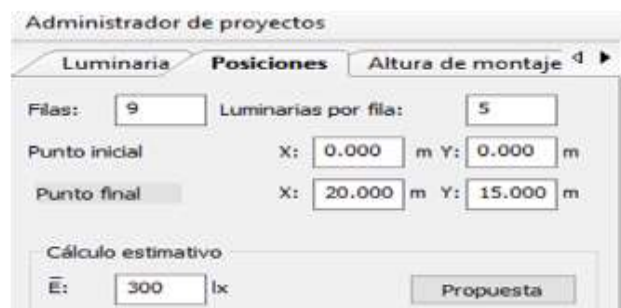 Administrador de proyectos
Luminaria Posiciones Altura de montaje
Filas: 9 Luminarias por fila: 5
Punto inicial X: 0.000 m Y: 0.000 m
Punto final X: 20.000 m Y: 15.000 m
Cálculo estimativo
E̅: 300 lx Propuesta